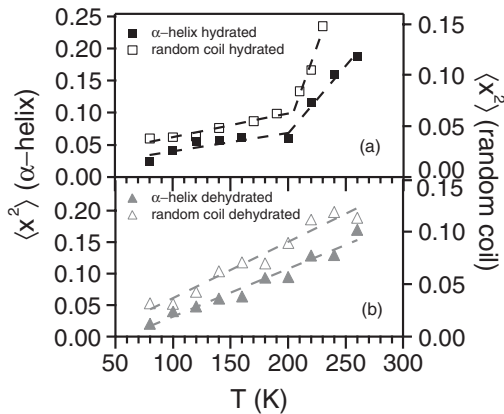 0.25
0.20
0.15
0.10
0.05
0.00
■ α−helix hydrated
□ random coil hydrated
(a)
0.15
0.10
0.05
0.00
⟨x²⟩ (α−helix)
⟨x²⟩ (random coil)
0.20
0.15
0.10
0.05
0.00
▲ α−helix dehydrated
△ random coil dehydrated
(b)
0.15
0.10
0.05
0.00
50 100 150 200 250 300
T (K)